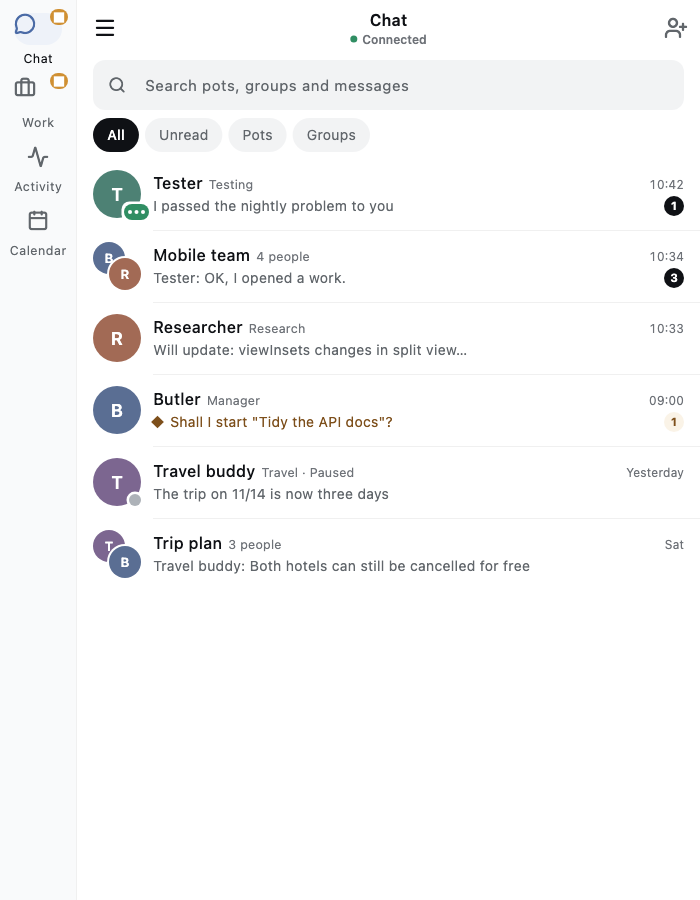 Chat
Work
Activity
Calendar
Chat
Connected
Search pots, groups and messages
All
Unread
Pots
Groups
T
Tester Testing 10:42
I passed the nightly problem to you 1
B
R
Mobile team 4 people 10:34
Tester: OK, I opened a work. 3
R
Researcher Research 10:33
Will update: viewInsets changes in split view…
B
Butler Manager 09:00
Shall I start "Tidy the API docs"? 1
T
Travel buddy Travel · Paused Yesterday
The trip on 11/14 is now three days
T
B
Trip plan 3 people Sat
Travel buddy: Both hotels can still be cancelled for free